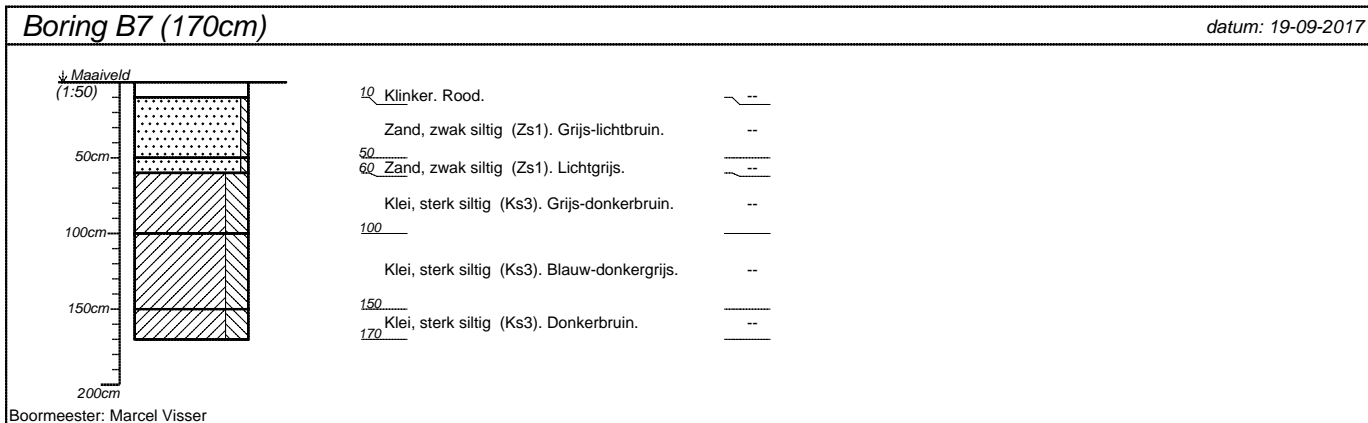 Boring B7 (170cm)
datum: 19-09-2017
Maaiveld
(1:50)
10 Klinker. Rood. --
Zand, zwak siltig (Zs1). Grijs-lichtbruin. --
50cm
50
60 Zand, zwak siltig (Zs1). Lichtgrijs. --
Klei, sterk siltig (Ks3). Grijs-donkerbruin. --
100cm
100
Klei, sterk siltig (Ks3). Blauw-donkergrijs. --
150cm
150
Klei, sterk siltig (Ks3). Donkerbruin. --
170
200cm
Boormeester: Marcel Visser